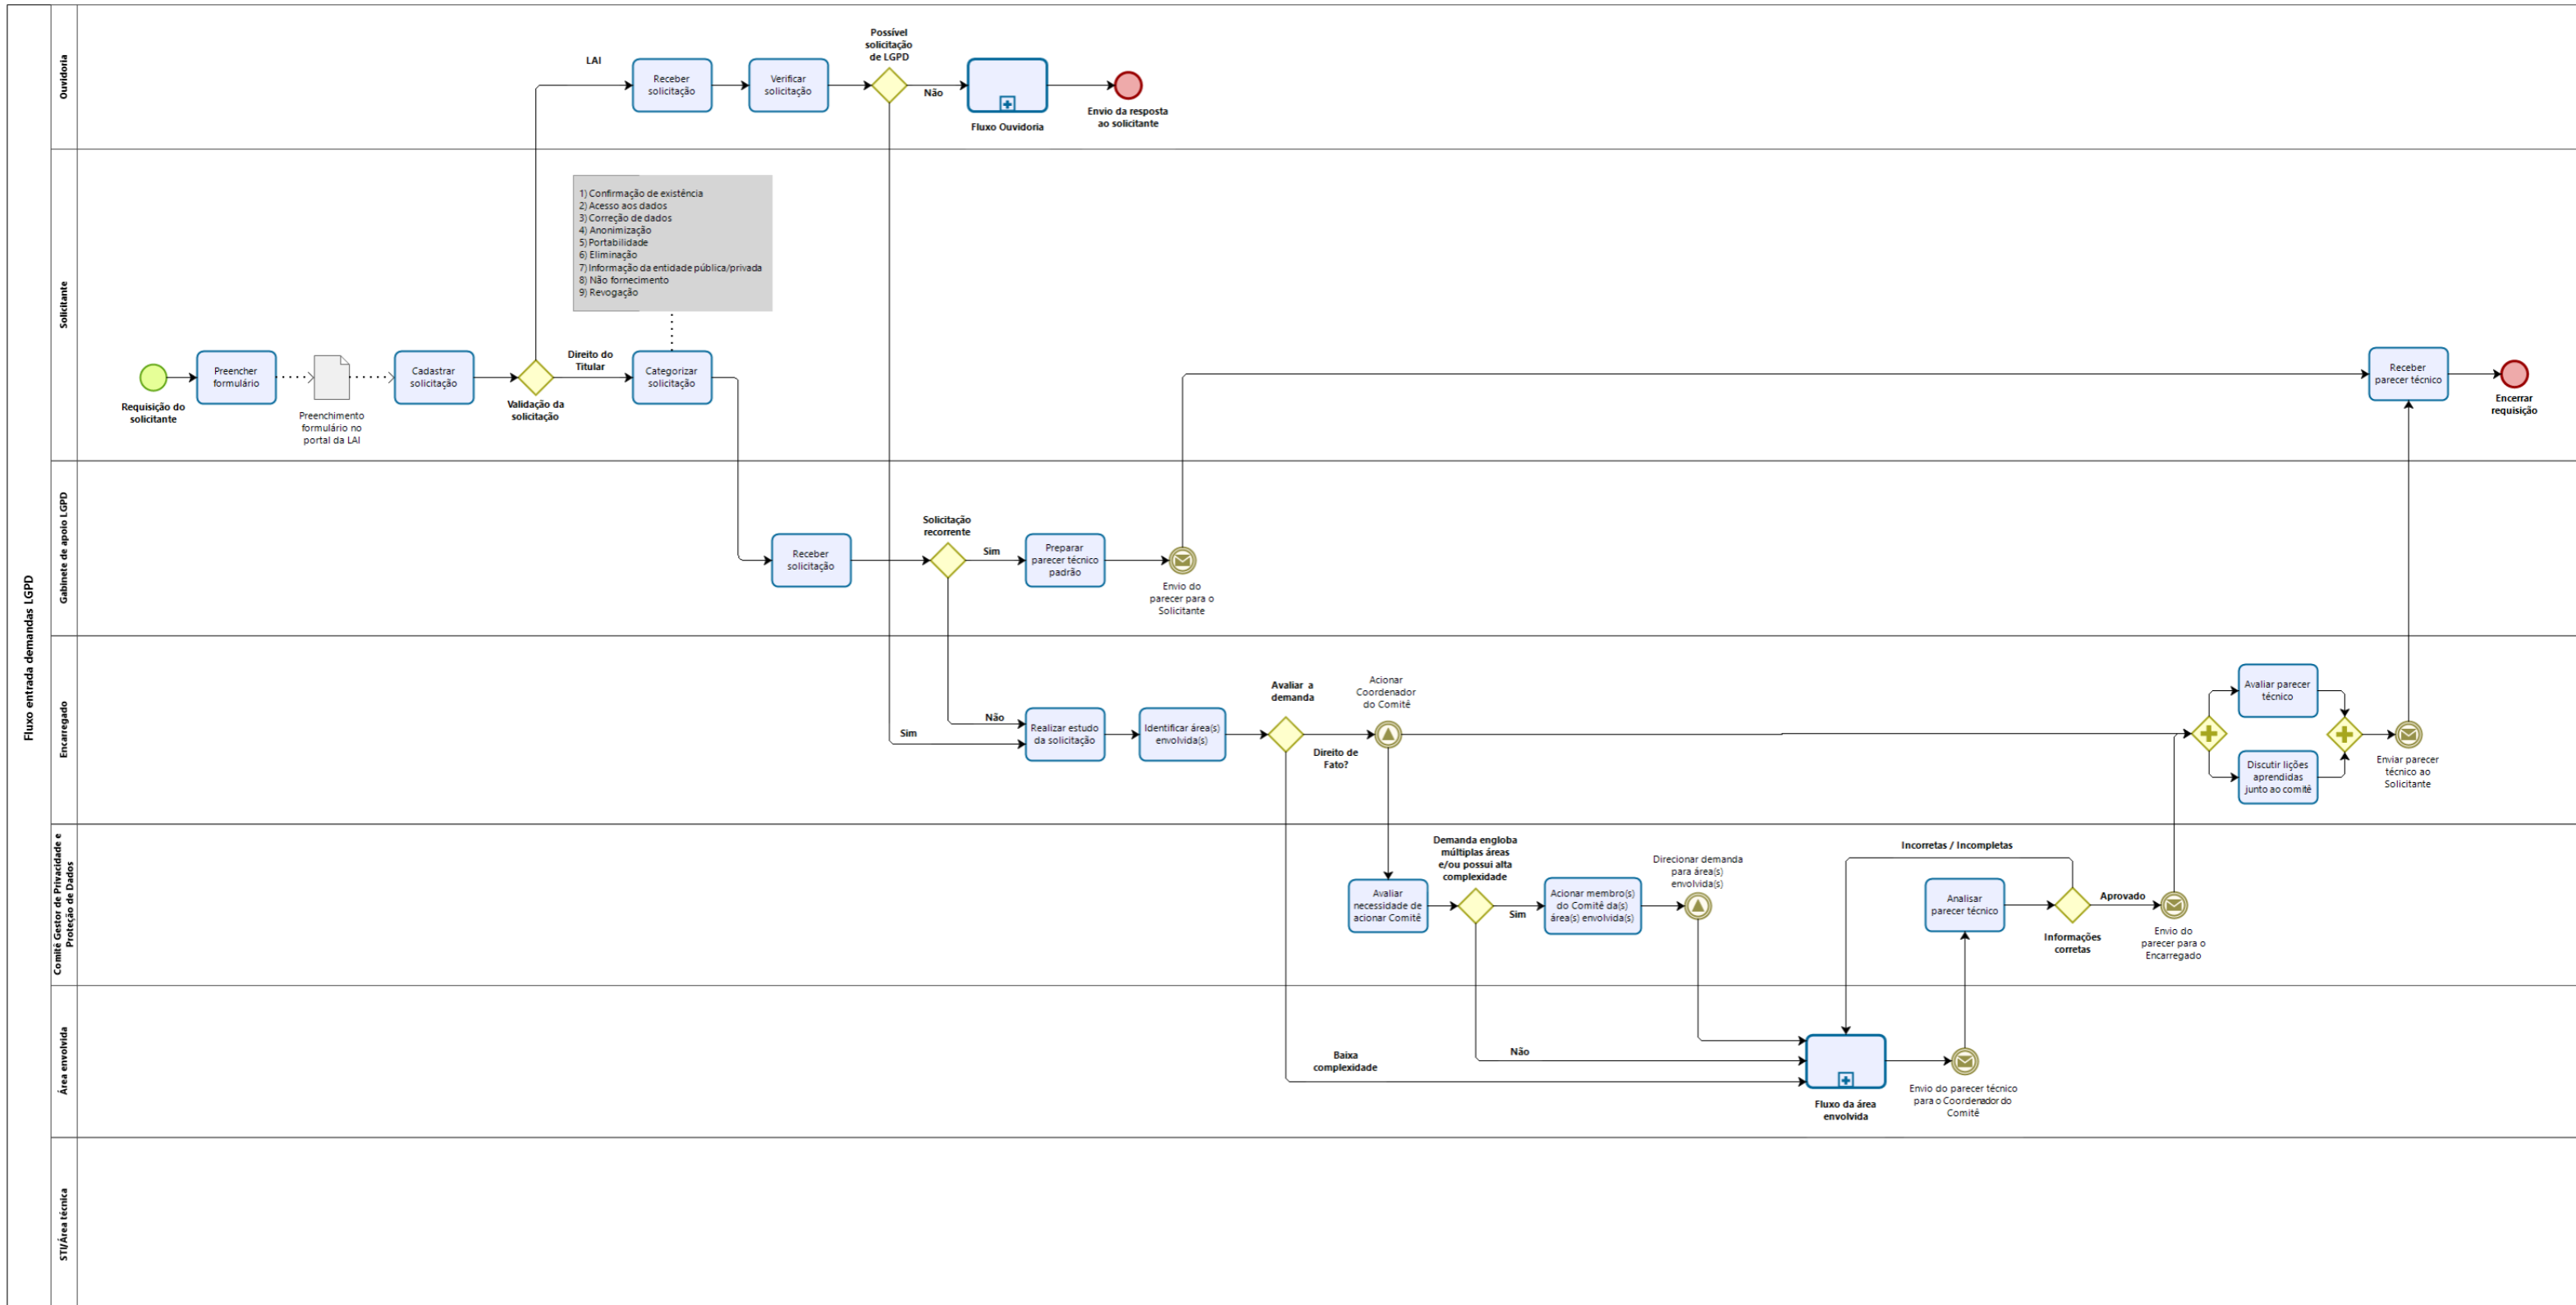 Fluxo entrada demandas LGPD
Ouvidoria
LAI
Receber
solicitação
Verificar
solicitação
Possível
solicitação
de LGPD
Não
Fluxo Ouvidoria
Envio da resposta
ao solicitante
Solicitante
1) Confirmação de existência
2) Acesso aos dados
3) Correção de dados
4) Anonimização
5) Portabilidade
6) Eliminação
7) Informação da entidade pública/privada
8) Não fornecimento
9) Revogação
Requisição do
solicitante
Preencher
formulário
Preenchimento
formulário no
portal da LAI
Cadastrar
solicitação
Validação da
solicitação
Direito do
Titular
Categorizar
solicitação
Receber
parecer técnico
Encerrar
requisição
Gabinete de apoio LGPD
Receber
solicitação
Solicitação
recorrente
Sim
Preparar
parecer técnico
padrão
Envio do
parecer para o
Solicitante
Encarregado
Não
Sim
Realizar estudo
da solicitação
Identificar área(s)
envolvida(s)
Avaliar a
demanda
Direito de
Fato?
Acionar
Coordenador
do Comitê
Avaliar parecer
técnico
Discutir lições
aprendidas
junto ao comitê
Enviar parecer
técnico ao
Solicitante
Comitê Gestor de Privacidade e
Proteção de Dados
Avaliar
necessidade de
acionar Comitê
Demanda engloba
múltiplas áreas
e/ou possui alta
complexidade
Sim
Acionar membro(s)
do Comitê da(s)
área(s) envolvida(s)
Direcionar demanda
para área(s)
envolvida(s)
Incorretas / Incompletas
Analisar
parecer técnico
Informações
corretas
Aprovado
Envio do
parecer para o
Encarregado
Área envolvida
Não
Baixa
complexidade
Fluxo da área
envolvida
Envio do parecer técnico
para o Coordenador do
Comitê
STI/Área técnica